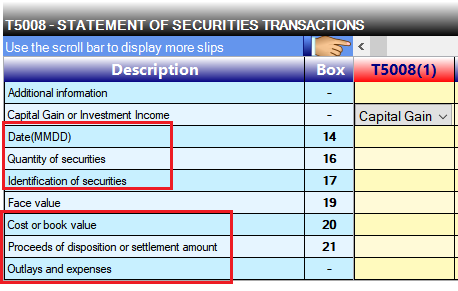 T5008 - STATEMENT OF SECURITIES TRANSACTIONS
Use the scroll bar to display more slips
Description Box T5008(1)
Additional information -
Capital Gain or Investment Income - Capital Gain
Date(MMDD) 14
Quantity of securities 16
Identification of securities 17
Face value 19
Cost or book value 20
Proceeds of disposition or settlement amount 21
Outlays and expenses -